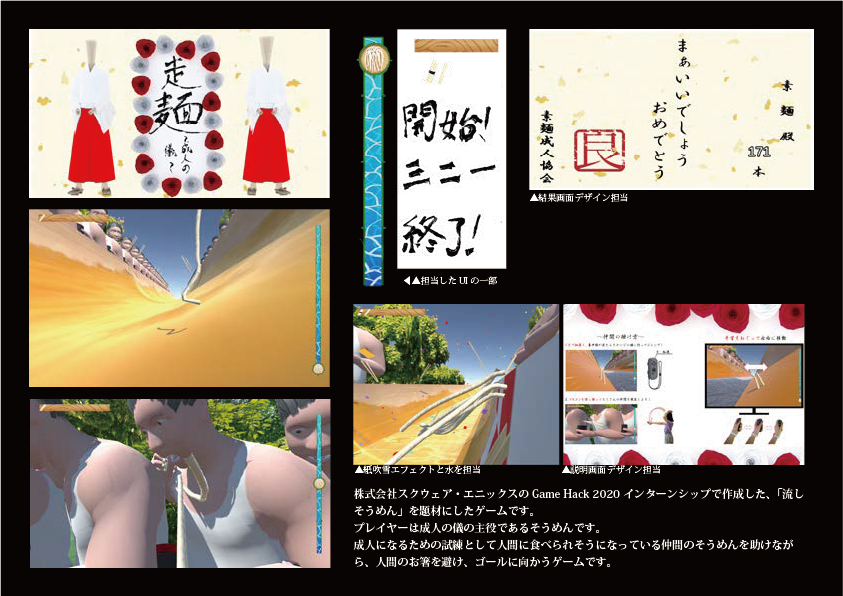 走麺
〜成人の儀〜
開始!
三二一
終了!
◀▲担当したUIの一部
素麺殿
171
本
まぁいいでしょう
おめでとう
良
素麺成人協会
▲結果画面デザイン担当
▲紙吹雪エフェクトと水を担当
〜仲間の助け方〜
▲説明画面デザイン担当
株式会社スクウェア・エニックスの Game Hack 2020 インターンシップで作成した、「流し
そうめん」を題材にしたゲームです。
プレイヤーは成人の儀の主役であるそうめんです。
成人になるための試練として人間に食べられそうになっている仲間のそうめんを助けなが
ら、人間のお箸を避け、ゴールに向かうゲームです。